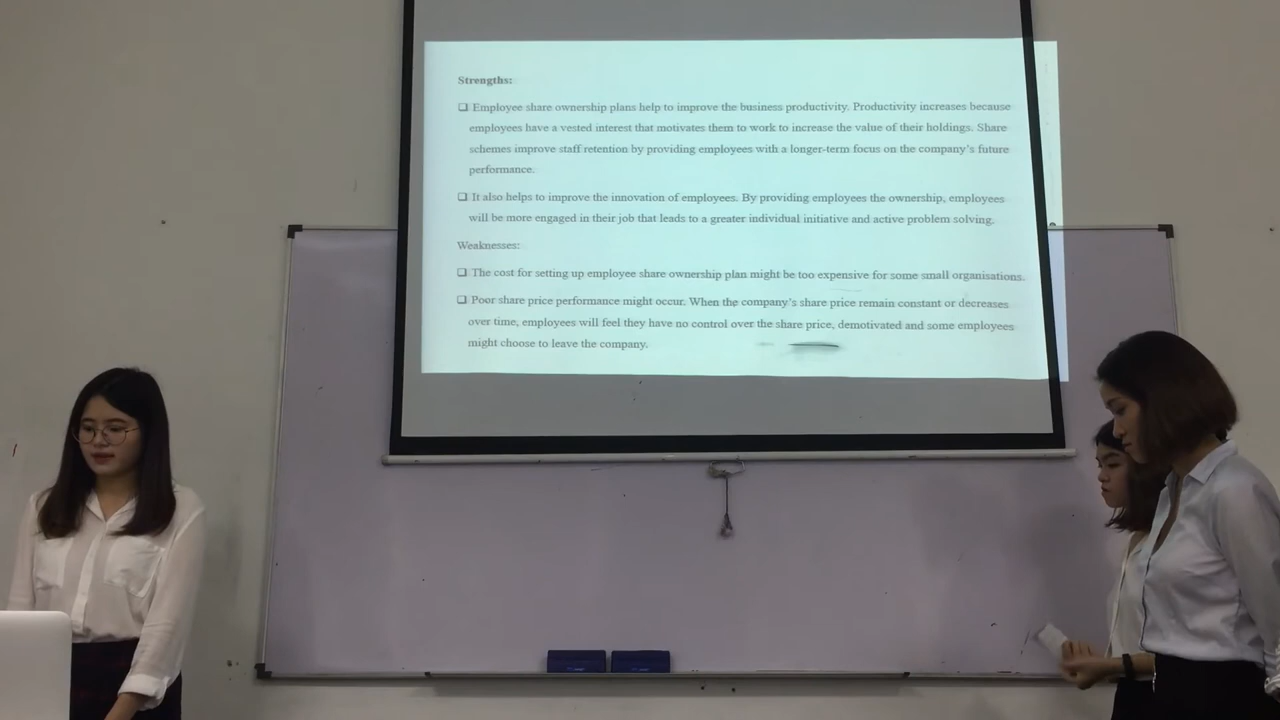 Strengths:
❑ Employee share ownership plans help to improve the business productivity. Productivity increases because
employees have a vested interest that motivates them to work to increase the value of their holdings. Share
schemes improve staff retention by providing employees with a longer-term focus on the company's future
performance.
❑ It also helps to improve the innovation of employees. By providing employees the ownership, employees
will be more engaged in their job that leads to a greater individual initiative and active problem solving.
Weaknesses:
❑ The cost for setting up employee share ownership plan might be too expensive for some small organisations.
❑ Poor share price performance might occur. When the company's share price remain constant or decreases
over time, employees will feel they have no control over the share price, demotivated and some employees
might choose to leave the company.